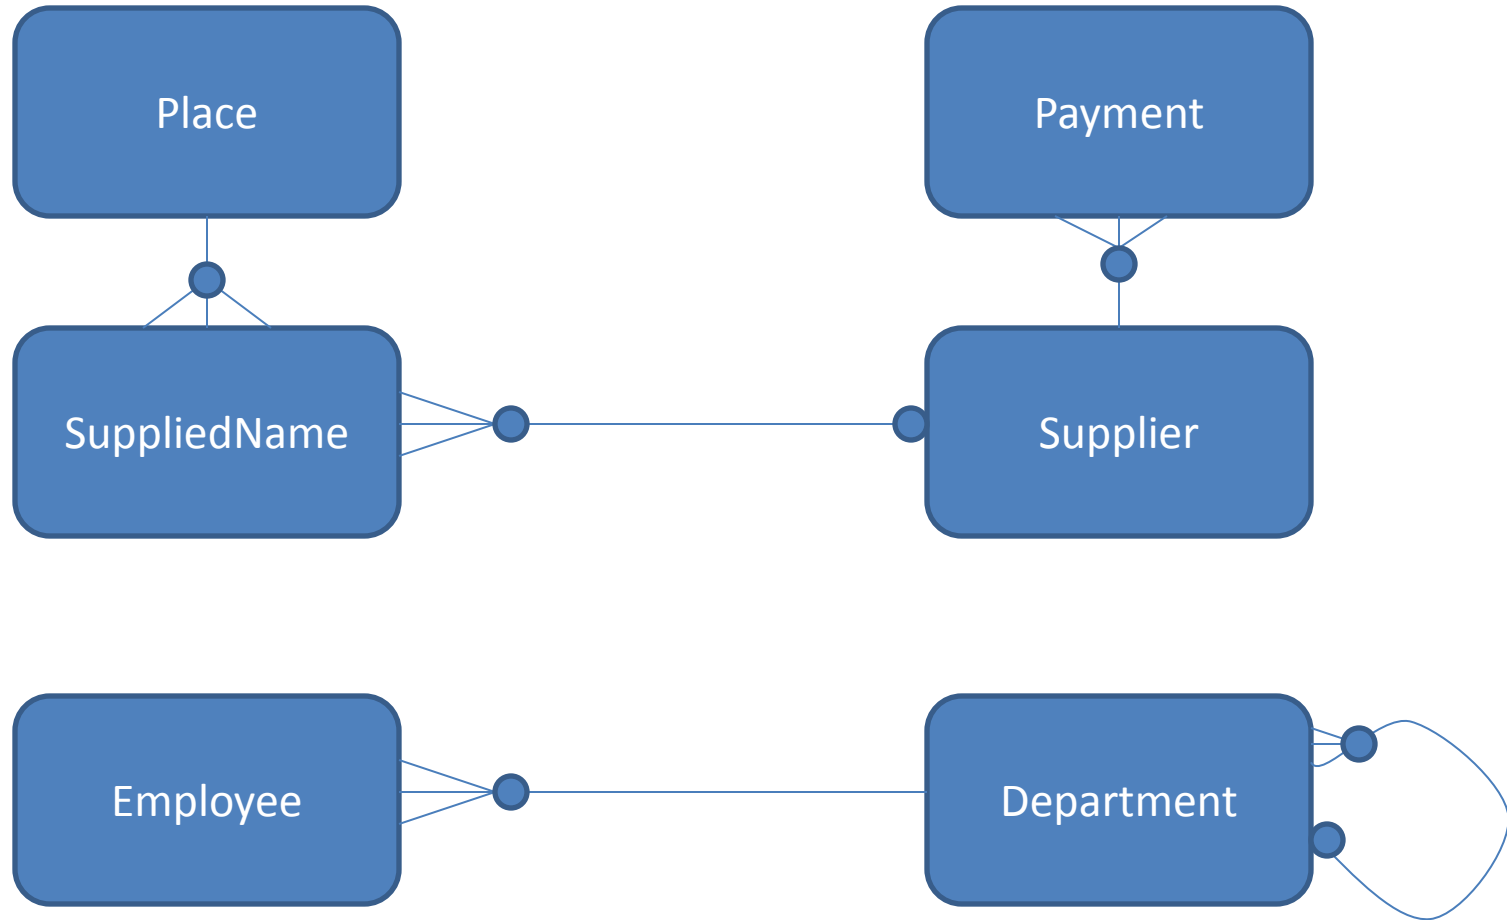 Place
Payment
SuppliedName
Supplier
Employee
Department